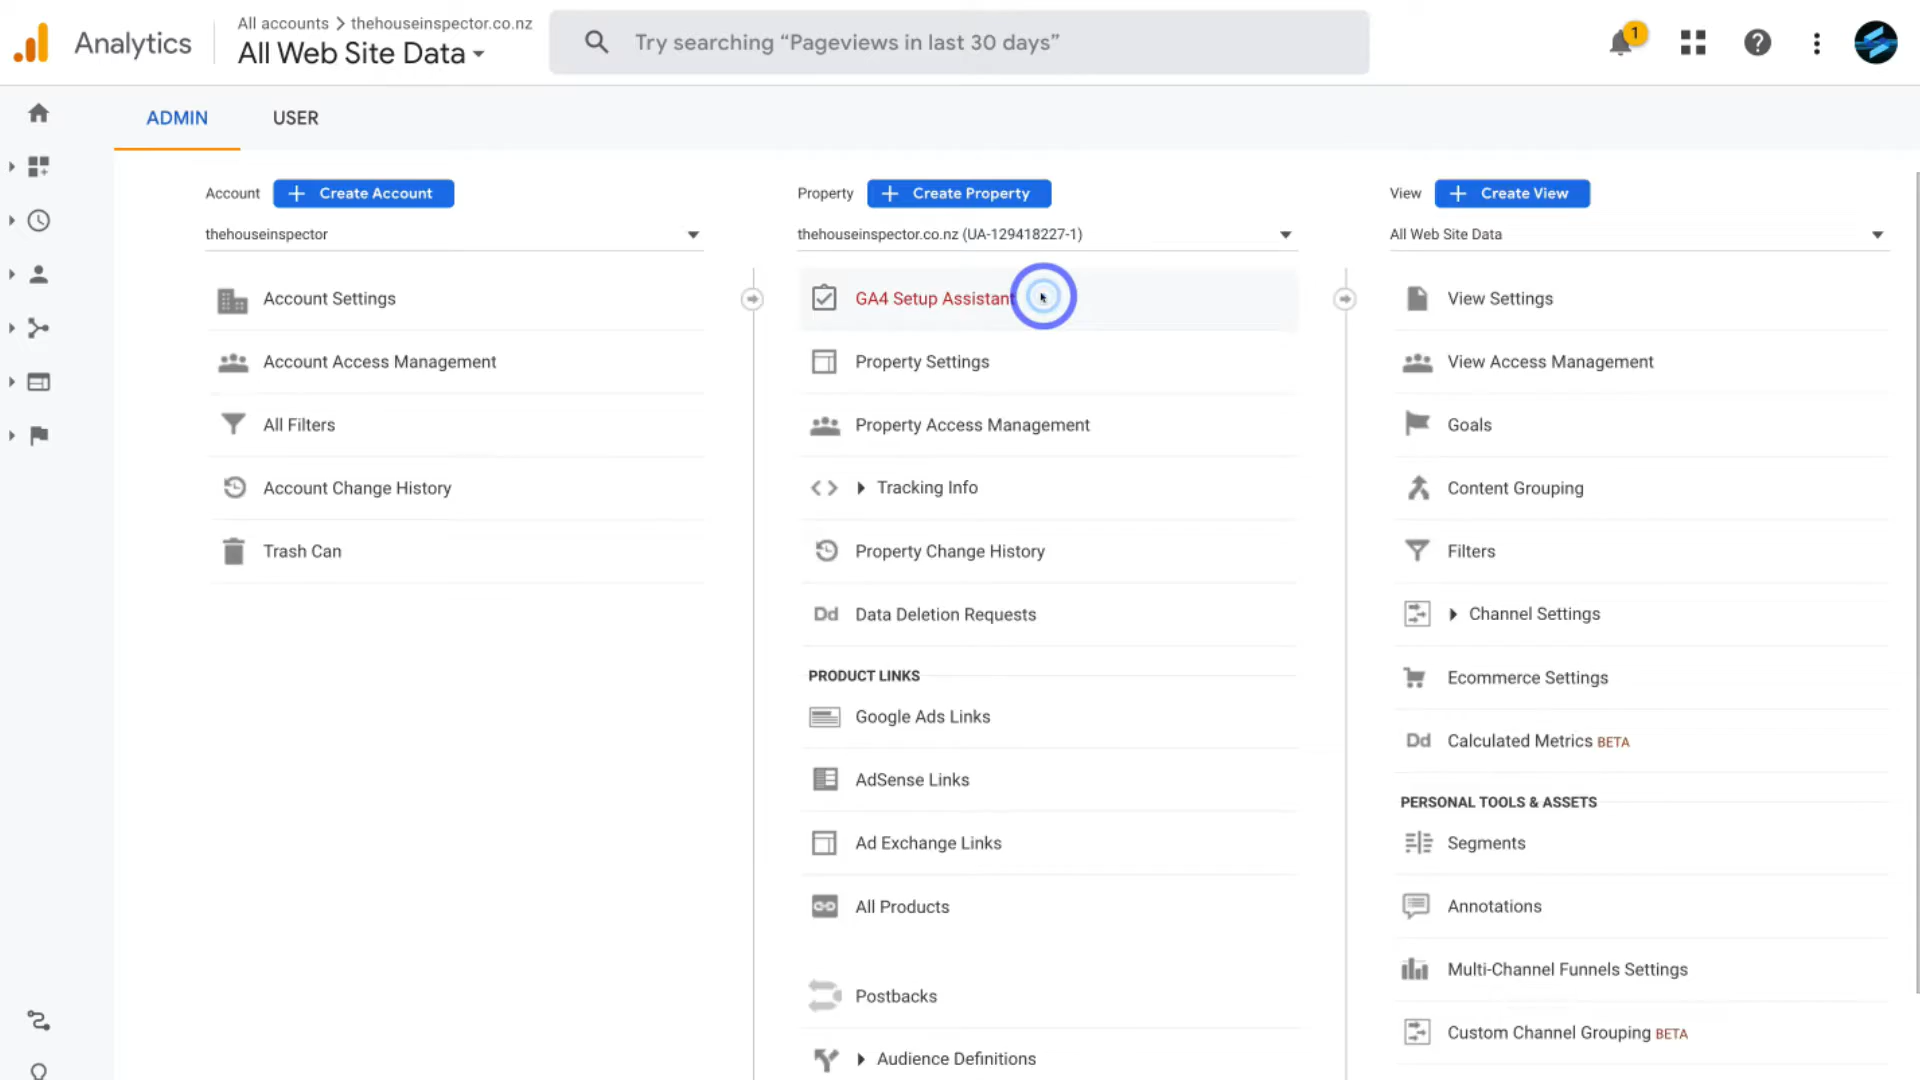 Analytics
All accounts > thehouseinspector.co.nz
All Web Site Data
Try searching “Pageviews in last 30 days”
1
ADMIN
USER
Account
+ Create Account
thehouseinspector
Account Settings
Account Access Management
All Filters
Account Change History
Trash Can
Property
+ Create Property
thehouseinspector.co.nz (UA-129418227-1)
GA4 Setup Assistant
Property Settings
Property Access Management
Tracking Info
Property Change History
Dd Data Deletion Requests
PRODUCT LINKS
Google Ads Links
AdSense Links
Ad Exchange Links
All Products
Postbacks
Audience Definitions
View
+ Create View
All Web Site Data
View Settings
View Access Management
Goals
Content Grouping
Filters
Channel Settings
Ecommerce Settings
Dd Calculated Metrics BETA
PERSONAL TOOLS & ASSETS
Segments
Annotations
Multi-Channel Funnels Settings
Custom Channel Grouping BETA